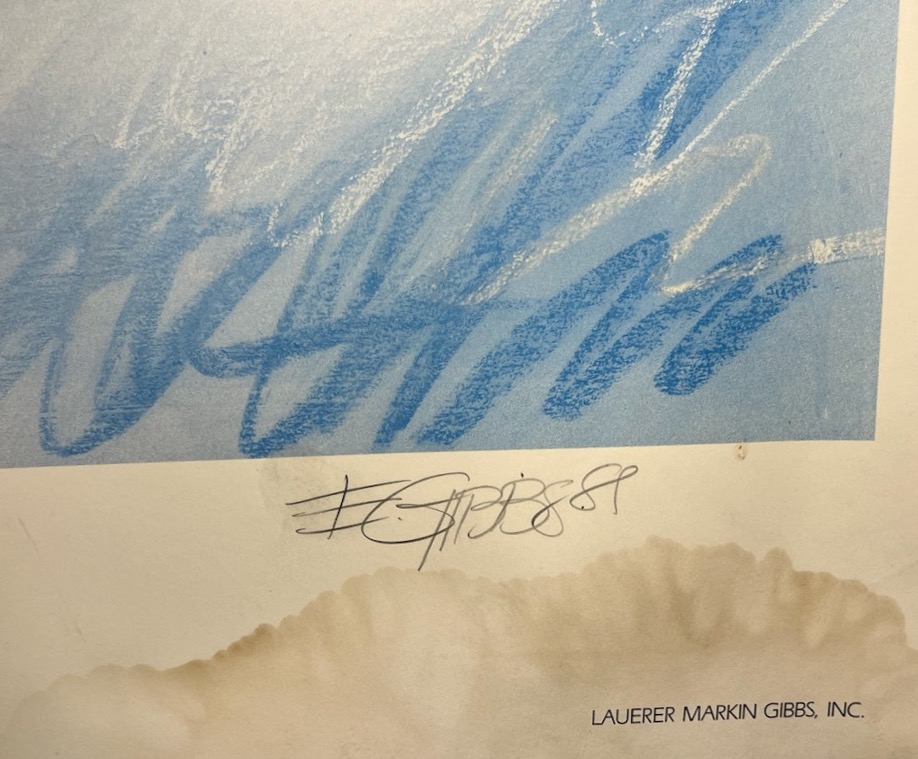 E. GIBBS 89
LAUERER MARKIN GIBBS, INC.